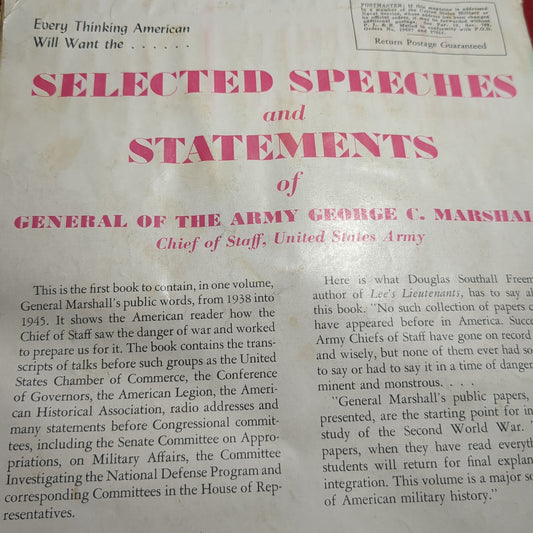 Every Thinking American
Will Want the . . . . . .
POSTMASTER: If this magazine is addressed
to a member of the United States Military or
Naval Service, whose address has been changed
by official orders, it may be forwarded without
additional postage. See Par. 
Orders No. 19687 and 
Return Postage Guaranteed
SELECTED SPEECHES
and
STATEMENTS
of
GENERAL OF THE ARMY GEORGE C. MARSHAL
Chief of Staff, United States Army
This is the first book to contain, in one volume,
General Marshall's public words, from 1938 into
1945. It shows the American reader how the
Chief of Staff saw the danger of war and worked
to prepare us for it. The book contains the trans-
scripts of talks before such groups as the United
States Chamber of Commerce, the Conference
of Governors, the American Legion, the Ameri-
can Historical Association, radio addresses and
many statements before Congressional commit-
tees, including the Senate Committee on Appro-
priations, on Military Affairs, the Committee
Investigating the National Defense Program and
corresponding Committees in the House of Rep-
resentatives.
Here is what Douglas Southall Freem
author of Lee's Lieutenants, has to say a
this book. "No such collection of papers
have appeared before in America. Succ
Army Chiefs of Staff have gone on record
and wisely, but none of them ever had so
to say or had to say it in a time of danger
minent and monstrous. . . .
"General Marshall's public papers,
presented, are the starting point for in
study of the Second World War.
papers, when they have read everyth
students will return for final explan
integration. This volume is a major so
of American military history."